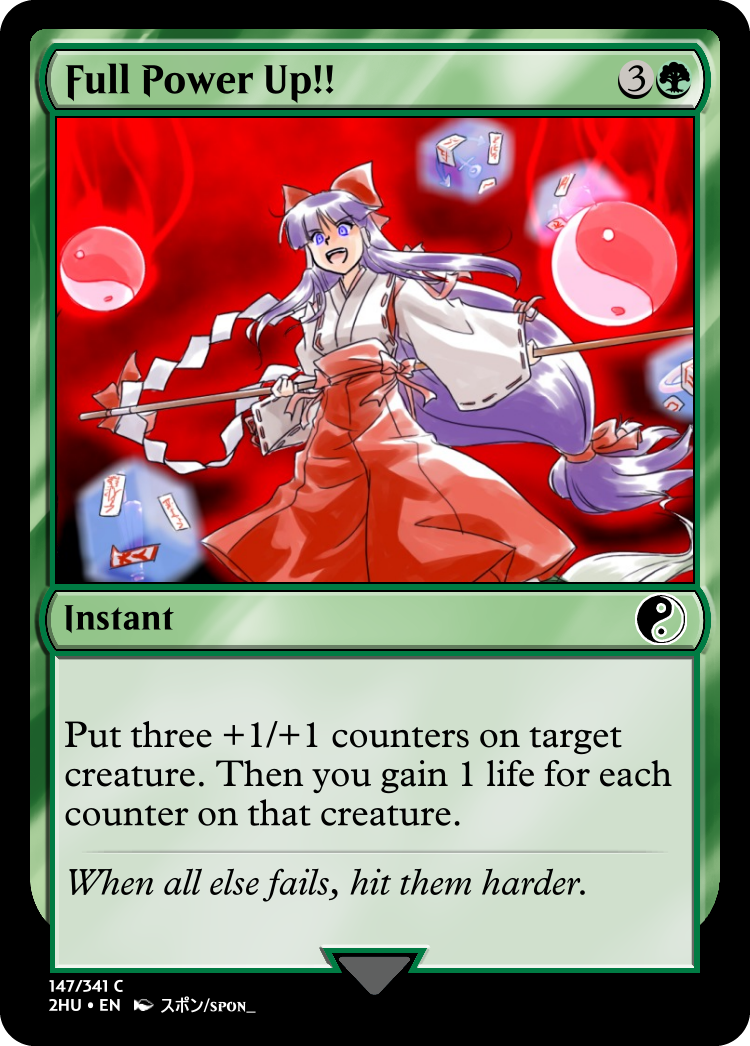 Full Power Up!! 3
Instant
Put three +1/+1 counters on target
creature. Then you gain 1 life for each
counter on that creature.
When all else fails, hit them harder.
147/341 C
2HU • EN スポン/SPON_